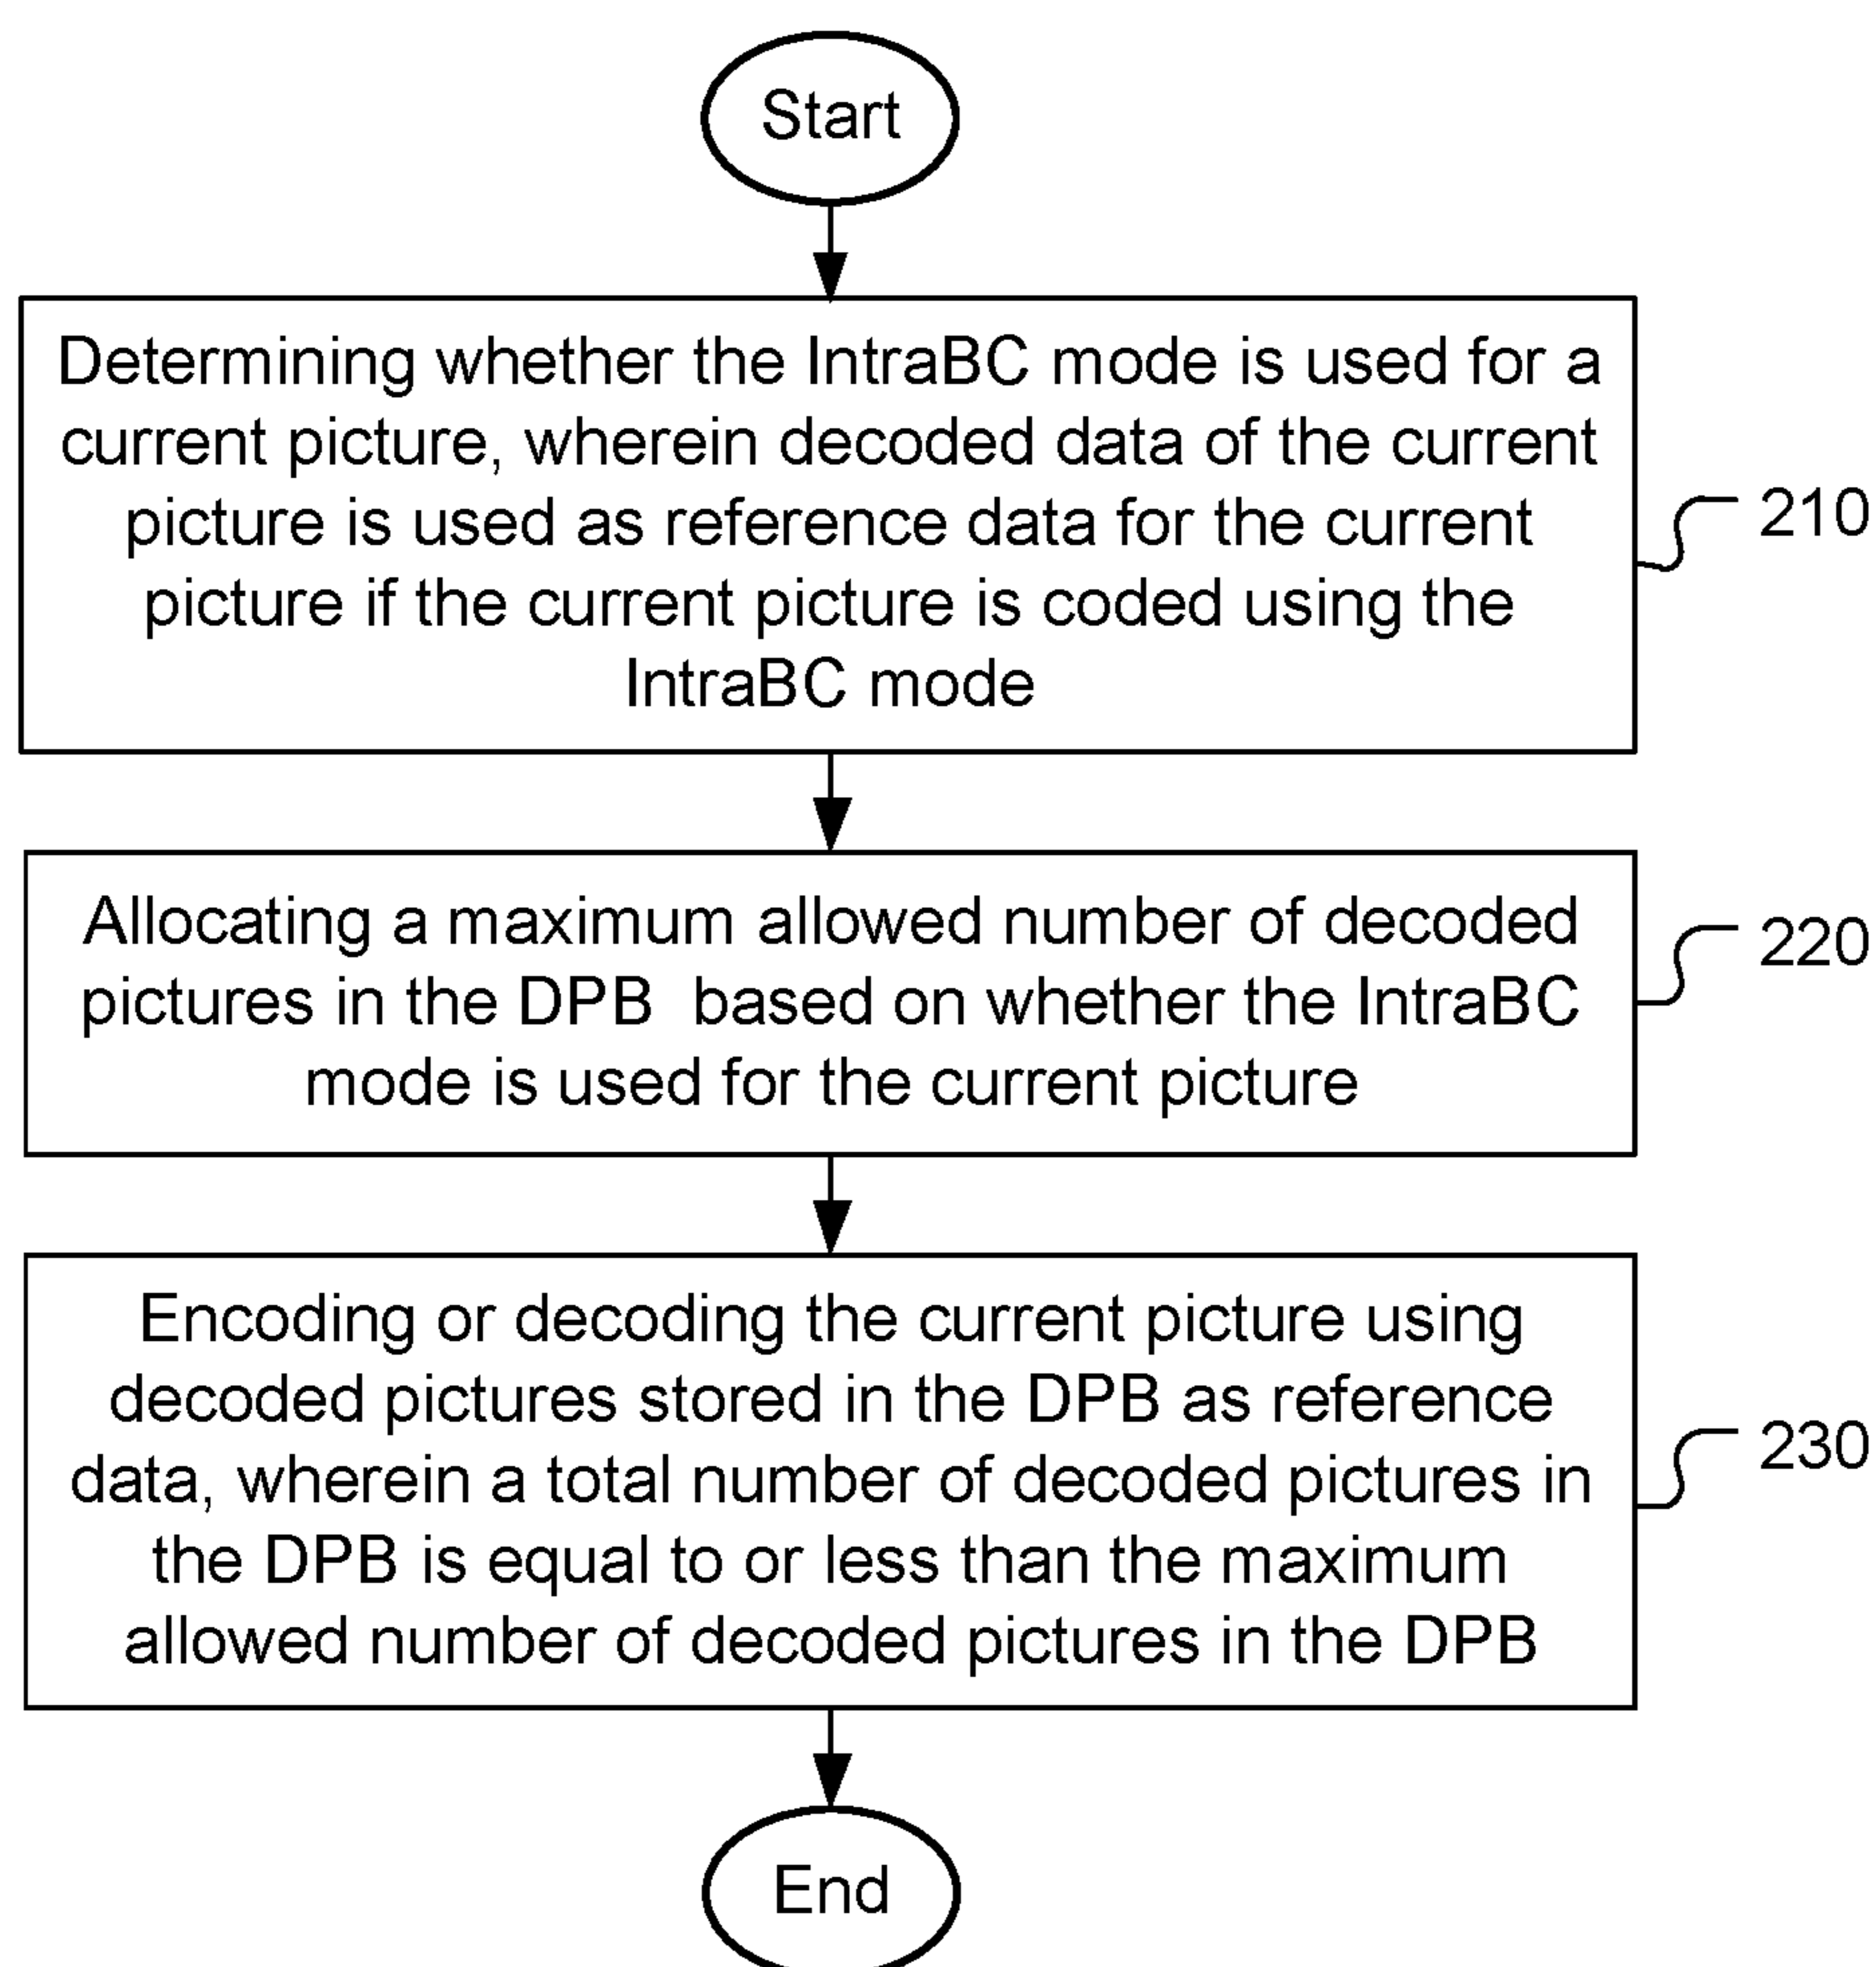 Start
Determining whether the IntraBC mode is used for a
current picture, wherein decoded data of the current
picture is used as reference data for the current
picture if the current picture is coded using the
IntraBC mode
210
Allocating a maximum allowed number of decoded
pictures in the DPB based on whether the IntraBC
mode is used for the current picture
220
Encoding or decoding the current picture using
decoded pictures stored in the DPB as reference
data, wherein a total number of decoded pictures in
the DPB is equal to or less than the maximum
allowed number of decoded pictures in the DPB
230
End